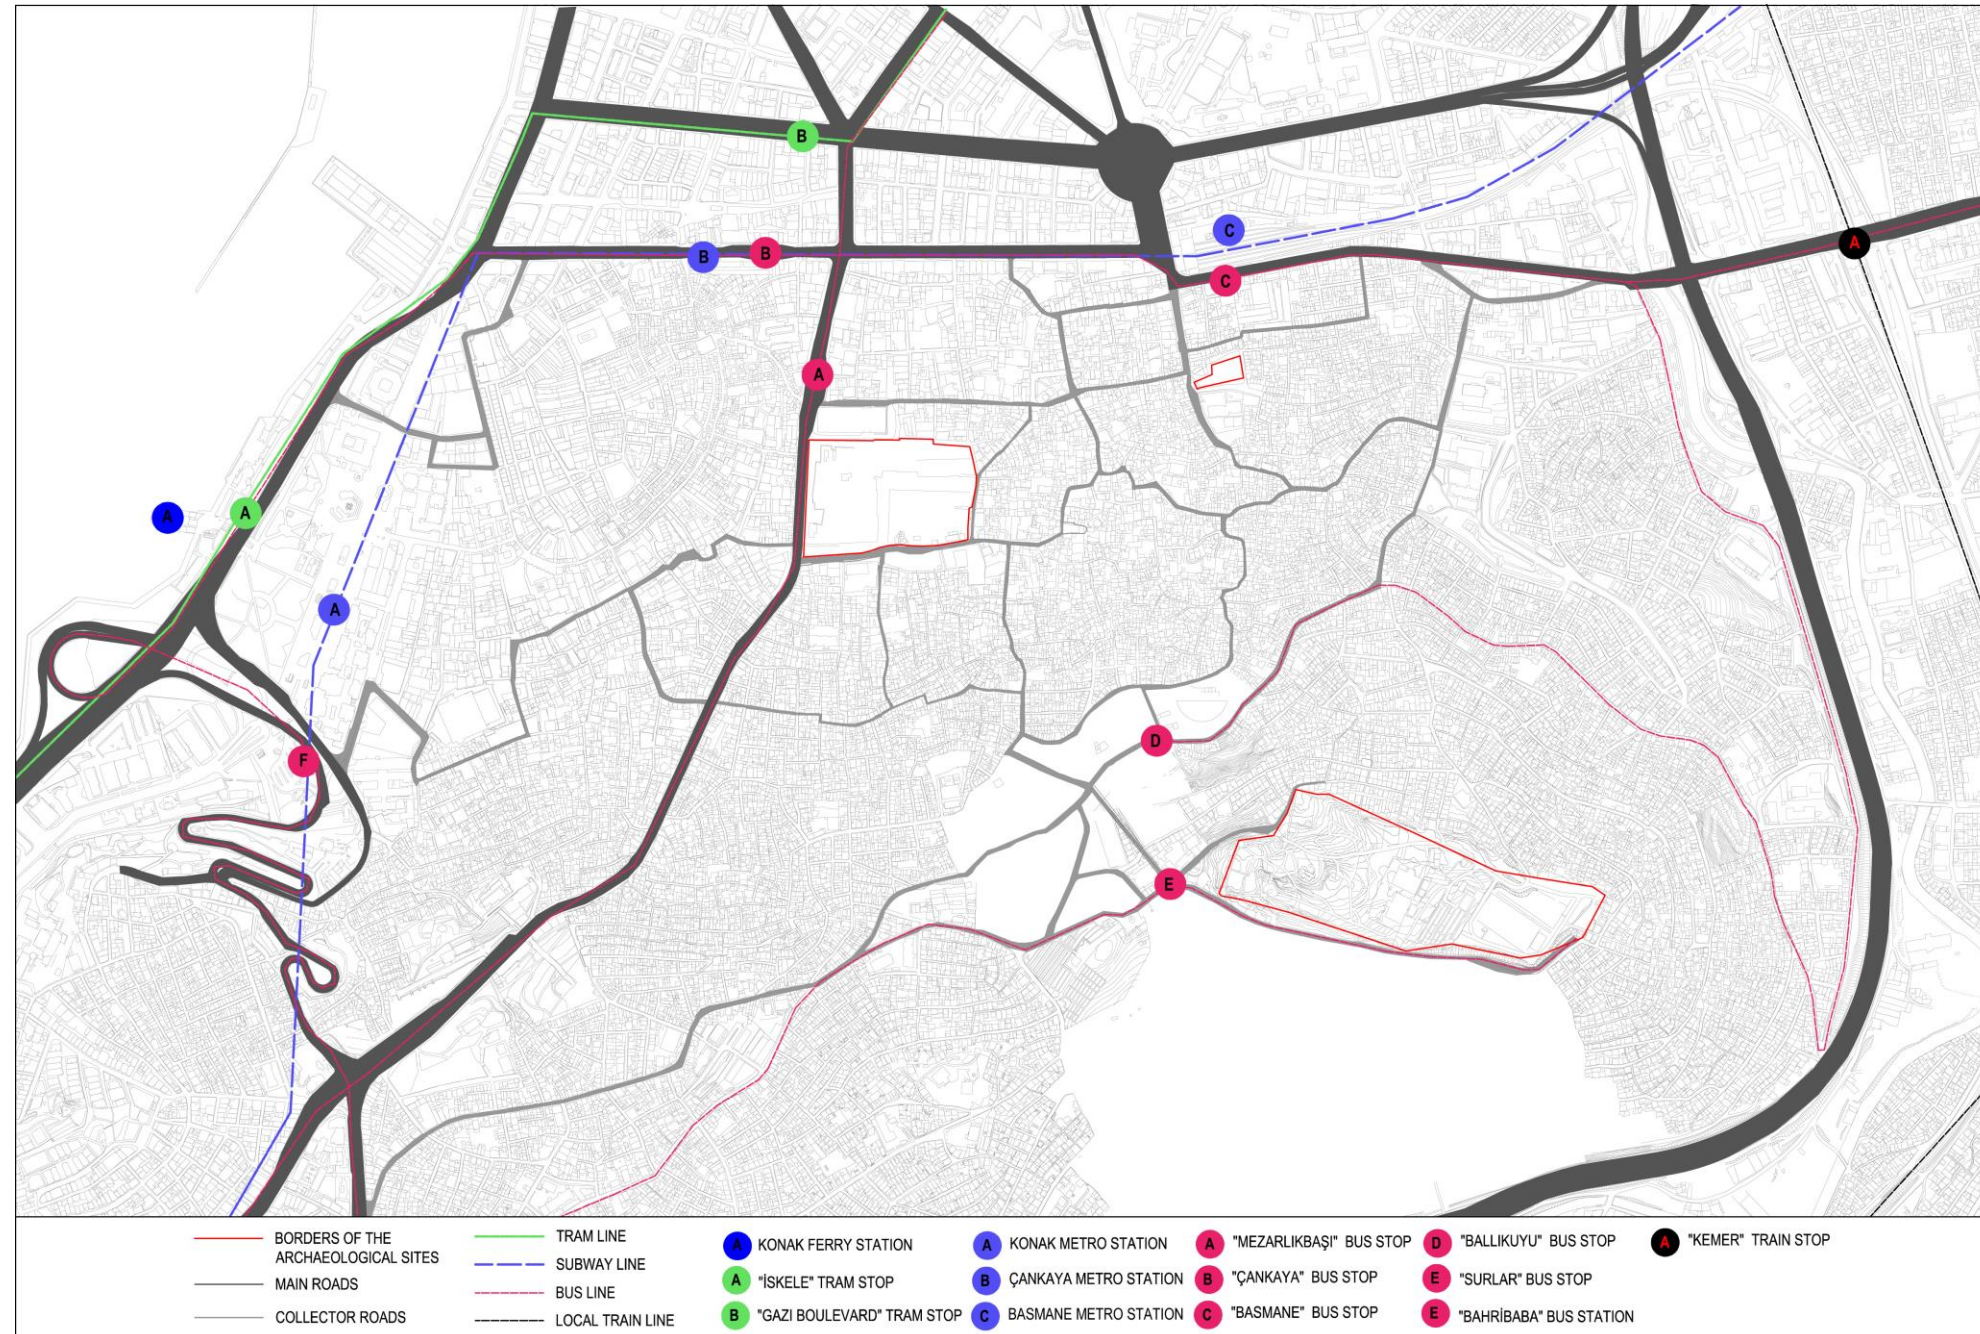 B
A
C
B
B
C
A
A
A
A
D
F
E
BORDERS OF THE
ARCHAEOLOGICAL SITES
MAIN ROADS
COLLECTOR ROADS
TRAM LINE
SUBWAY LINE
BUS LINE
LOCAL TRAIN LINE
A KONAK FERRY STATION
A "İSKELE" TRAM STOP
B "GAZI BOULEVARD" TRAM STOP
A KONAK METRO STATION
B ÇANKAYA METRO STATION
C BASMANE METRO STATION
A "MEZARLIKBAŞI" BUS STOP
B "ÇANKAYA" BUS STOP
C "BASMANE" BUS STOP
D "BALLIKUYU" BUS STOP
E "SURLAR" BUS STOP
E "BAHRİBABA" BUS STATION
A "KEMER" TRAIN STOP